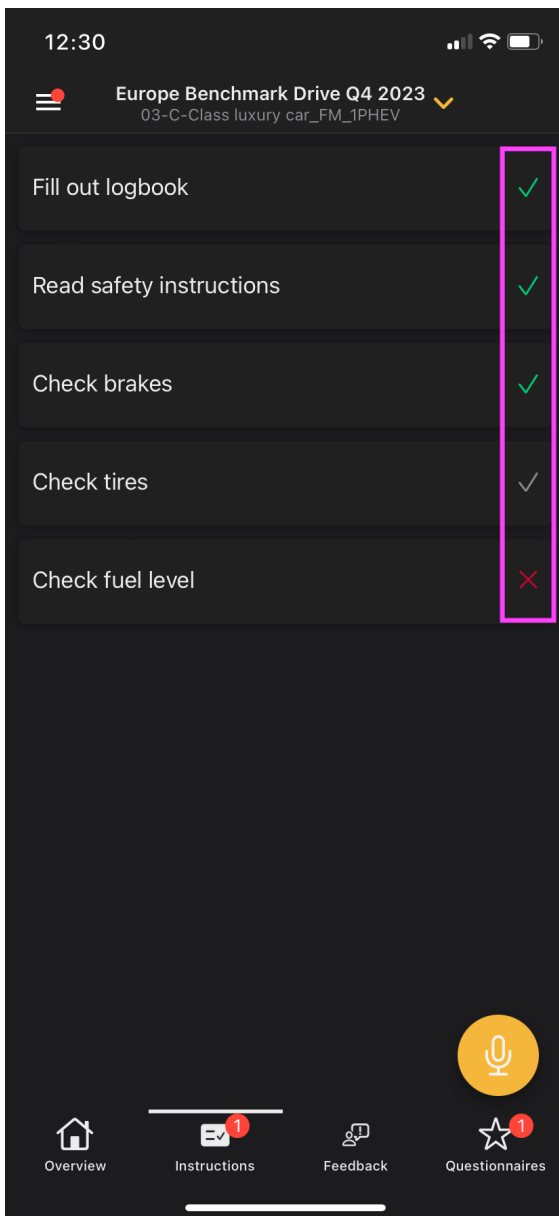 12:30
Europe Benchmark Drive Q4 2023
03-C-Class luxury car_FM_1PHEV
Fill out logbook
Read safety instructions
Check brakes
Check tires
Check fuel level
1
1
Overview
Instructions
Feedback
Questionnaires